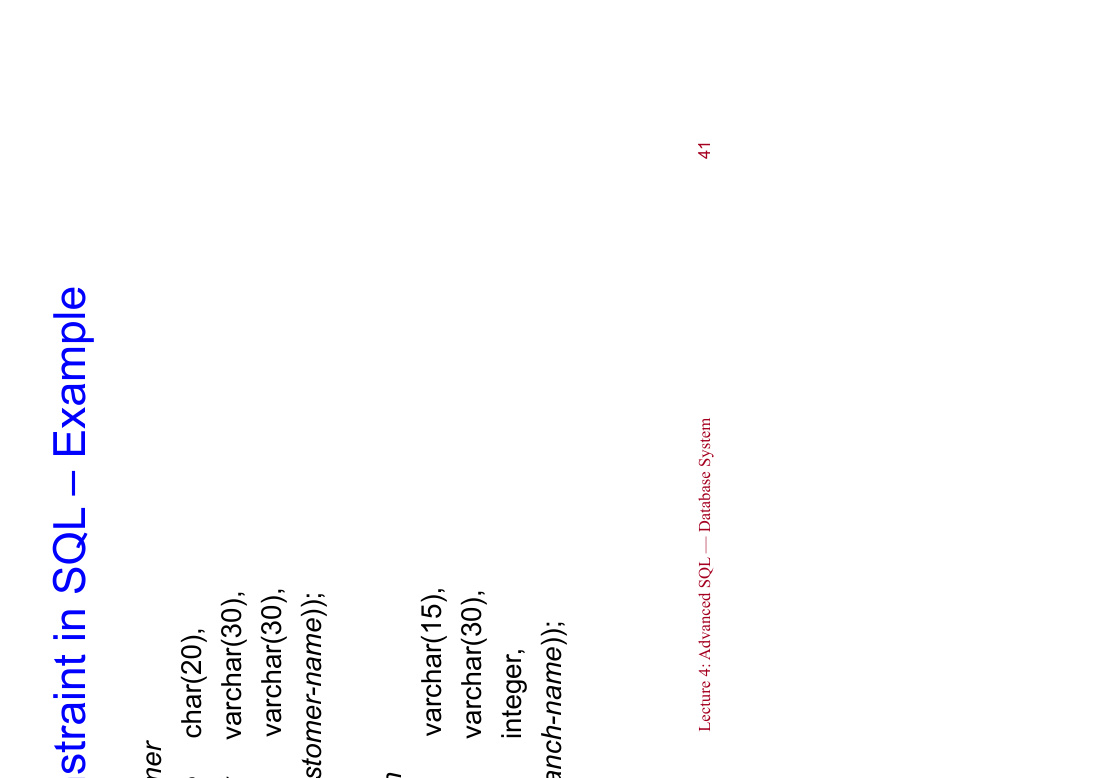 straint in SQL – Example
mer
char(20),
varchar(30),
varchar(30),
stomer-name));
n
varchar(15),
varchar(30),
integer,
anch-name));
Lecture 4: Advanced SQL — Database System 41